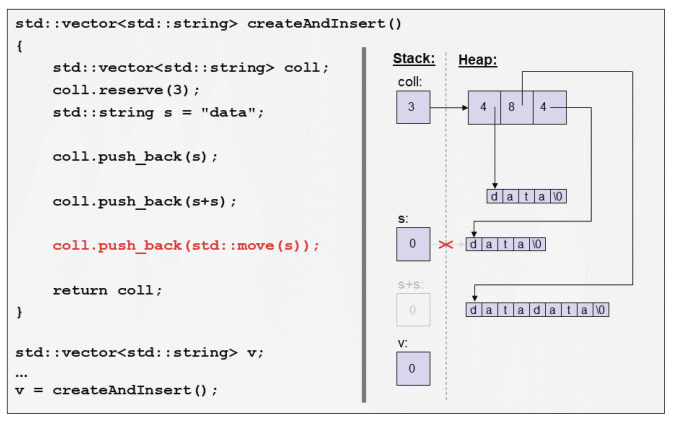 std::vector<std::string> createAndInsert()
{
    std::vector<std::string> coll;
    coll.reserve(3);
    std::string s = "data";
    coll.push_back(s);
    coll.push_back(s+s);
    coll.push_back(std::move(s));
    return coll;
}
std::vector<std::string> v;
...
v = createAndInsert();
Stack: Heap:
coll:
3 4 8 4
d a t a \0
s:
0 d a t a \0
s+s:
0 d a t a d a t a \0
v:
0